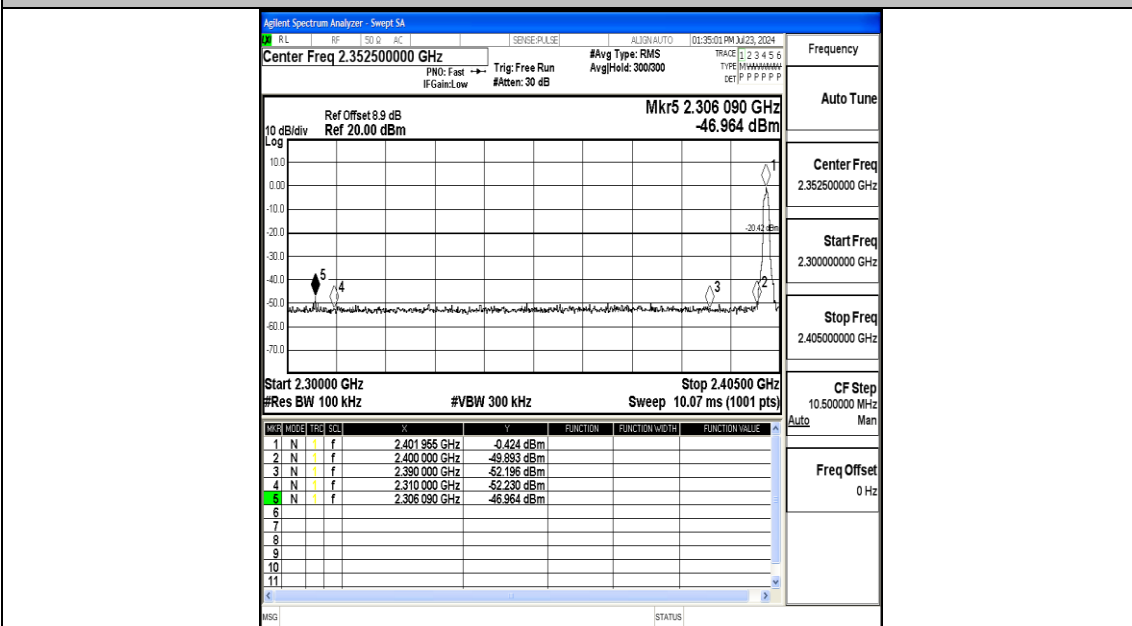 Agilent Spectrum Analyzer - Swept SA
RL RF 50 Ω AC SENSE:PULSE ALIGN AUTO 01:35:01 PM Jul 23, 2024
Center Freq 2.352500000 GHz
PNO: Fast
IFGain:Low
Trig: Free Run
#Atten: 30 dB
#Avg Type: RMS
Avg|Hold: 300/300
TRACE 1 2 3 4 5 6
TYPE M
DET P P P P P P
Frequency
Auto Tune
Center Freq
2.352500000 GHz
Start Freq
2.300000000 GHz
Stop Freq
2.405000000 GHz
CF Step
10.500000 MHz
Auto Man
Freq Offset
0 Hz
Mkr5 2.306 090 GHz
-46.964 dBm
Ref Offset 8.9 dB
10 dB/div Ref 20.00 dBm
Log
10.0
0.00
-10.0
-20.0
-30.0
-40.0
-50.0
-60.0
-70.0
1
-20.42 dBm
5
4
3
2
Start 2.30000 GHz Stop 2.40500 GHz
#Res BW 100 kHz #VBW 300 kHz Sweep 10.07 ms (1001 pts)
MKR MODE TRC SCL X Y FUNCTION FUNCTION WIDTH FUNCTION VALUE
1 N 1 f 2.401 955 GHz -0.424 dBm
2 N 1 f 2.400 000 GHz -49.893 dBm
3 N 1 f 2.390 000 GHz -52.196 dBm
4 N 1 f 2.310 000 GHz -52.230 dBm
5 N 1 f 2.306 090 GHz -46.964 dBm
6
7
8
9
10
11
MSG STATUS